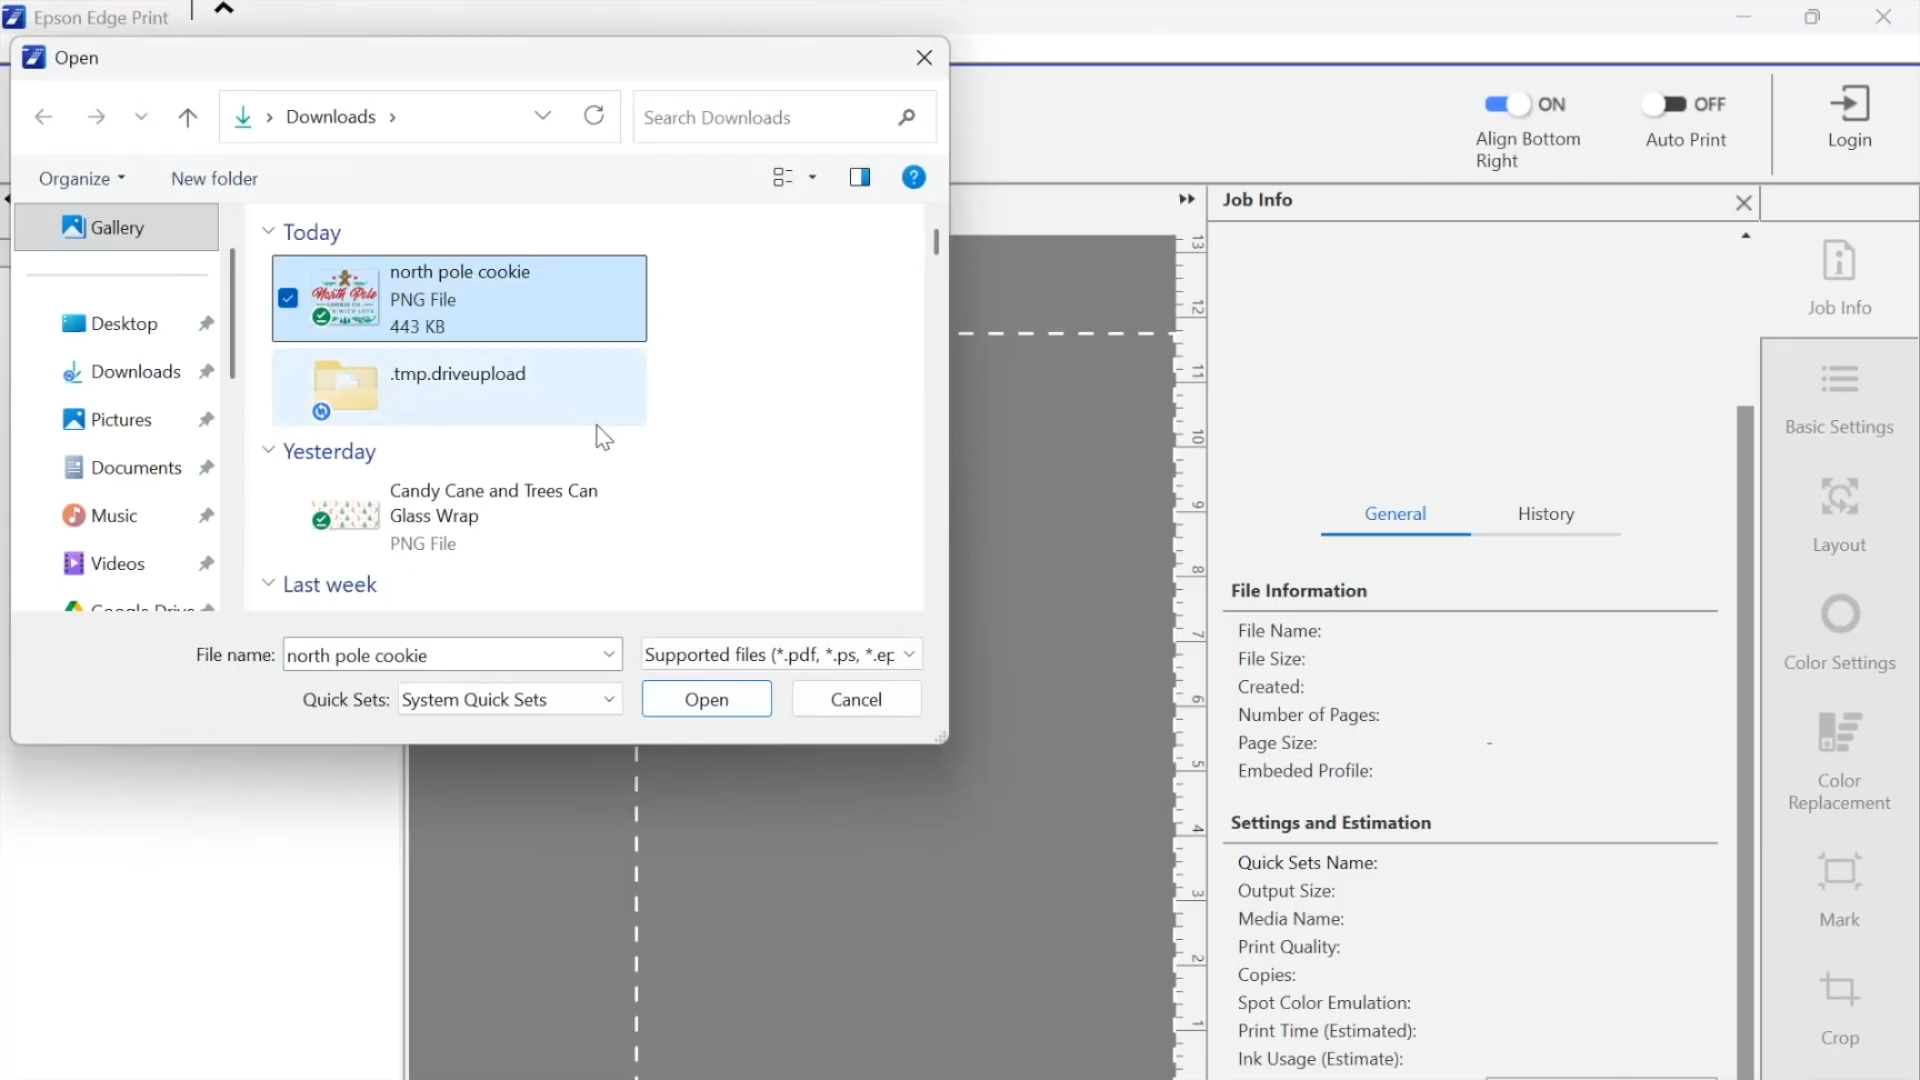 Epson Edge Print
Open
Downloads
Search Downloads
Organize
New folder
Gallery
Desktop
Downloads
Pictures
Documents
Music
Videos
Google Drive
Today
north pole cookie
PNG File
443 KB
North Pole
.tmp.driveupload
Yesterday
Candy Cane and Trees Can
Glass Wrap
PNG File
Last week
File name: north pole cookie
Supported files (*.pdf, *.ps, *.ep
Quick Sets: System Quick Sets
Open
Cancel
ON
Align Bottom
Right
OFF
Auto Print
Login
13
12
11
10
9
8
7
6
5
4
3
2
1
Job Info
General
History
File Information
File Name:
File Size:
Created:
Number of Pages:
Page Size: -
Embeded Profile:
Settings and Estimation
Quick Sets Name:
Output Size:
Media Name:
Print Quality:
Copies:
Spot Color Emulation:
Print Time (Estimated):
Ink Usage (Estimate):
Job Info
Basic Settings
Layout
Color Settings
Color
Replacement
Mark
Crop